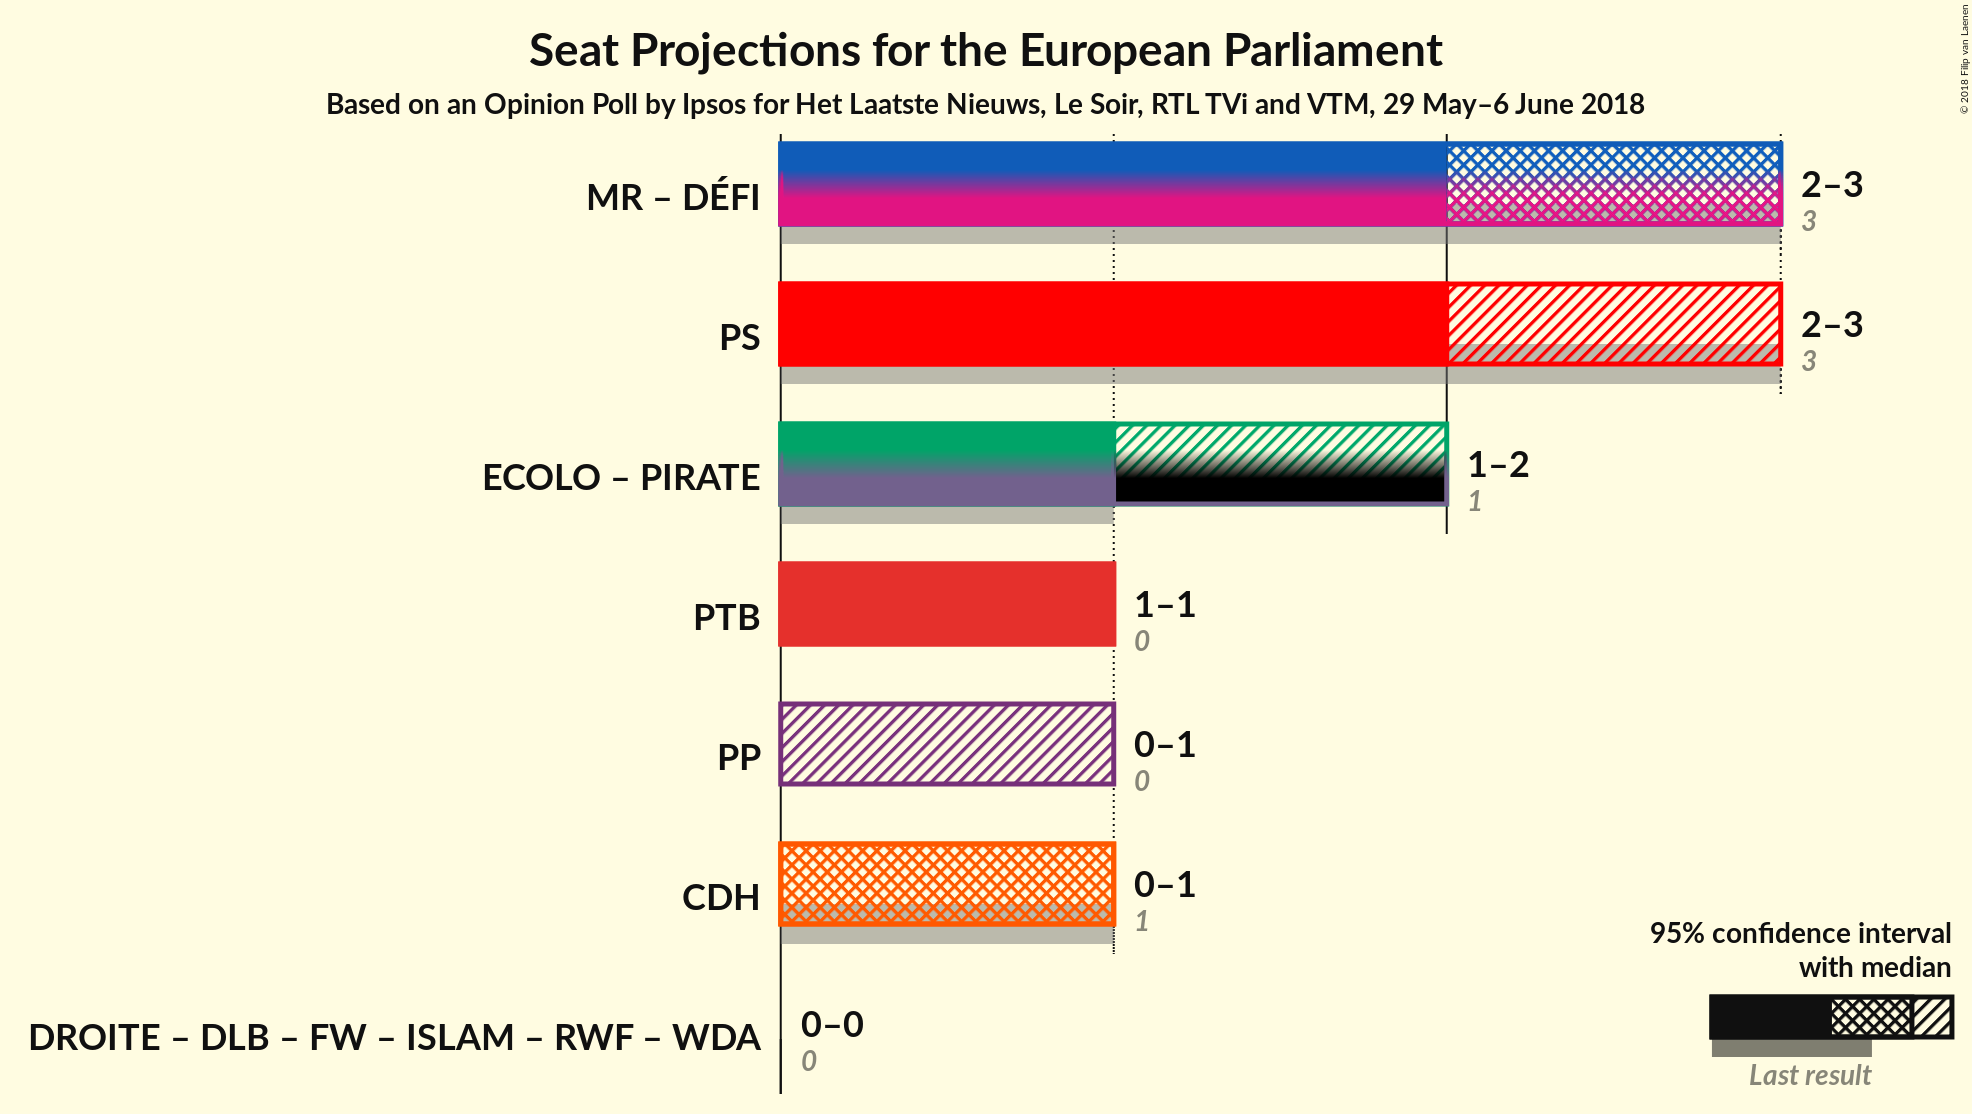 Seat Projections for the European Parliament
Based on an Opinion Poll by Ipsos for Het Laatste Nieuws, Le Soir, RTL TVi and VTM, 29 May–6 June 2018
© 2018 Filip van Laenen
MR – DÉFI
2–3
3
PS
2–3
3
ECOLO – PIRATE
1–2
1
PTB
1–1
0
PP
0–1
0
CDH
0–1
1
DROITE – DLB – FW – ISLAM – RWF – WDA
0–0
0
95% confidence interval
with median
Last result